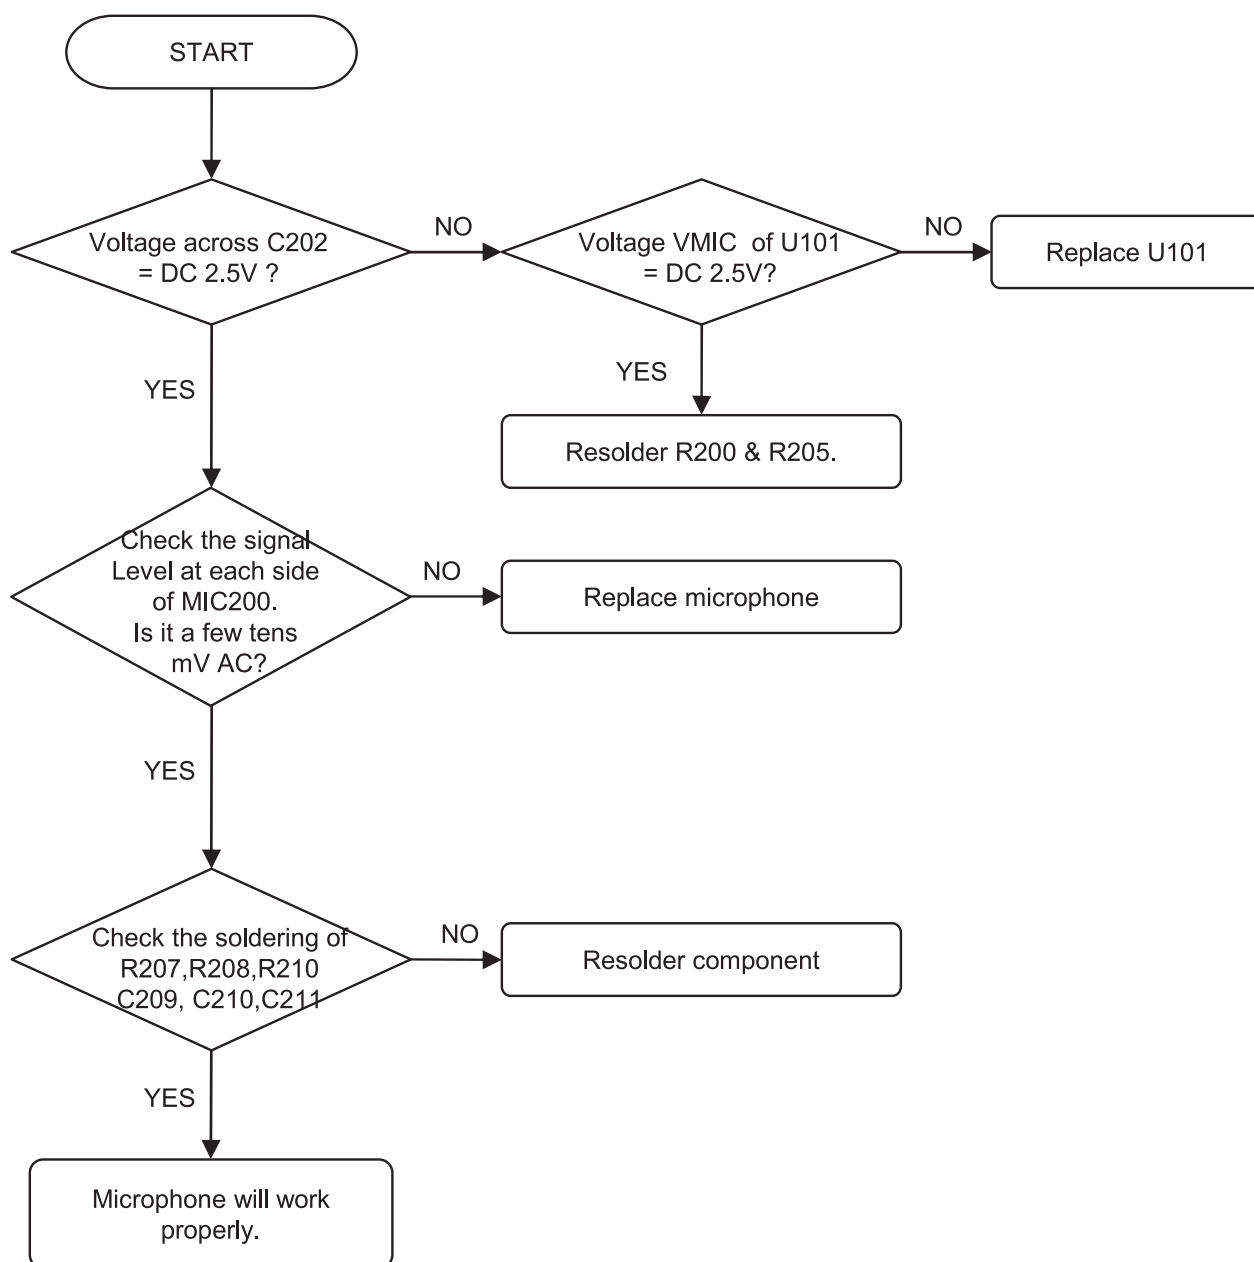 START
Voltage across C202
= DC 2.5V ?
NO
Voltage VMIC  of U101
= DC 2.5V?
NO
Replace U101
YES
YES
Resolder R200 & R205.
Check the signal
Level at each side
of MIC200.
Is it a few tens
mV AC?
NO
Replace microphone
YES
Check the soldering of
R207,R208,R210
C209, C210,C211
NO
Resolder component
YES
Microphone will work
properly.